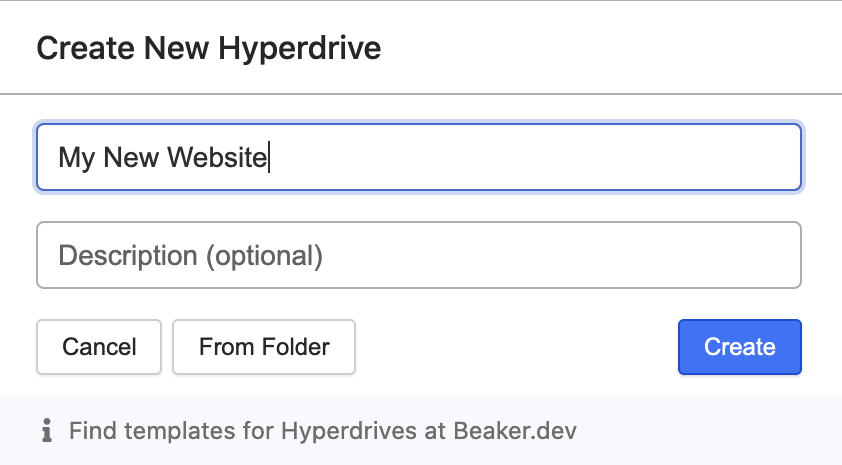 Create New Hyperdrive
My New Website
Description (optional)
Cancel From Folder Create
Find templates for Hyperdrives at Beaker.dev